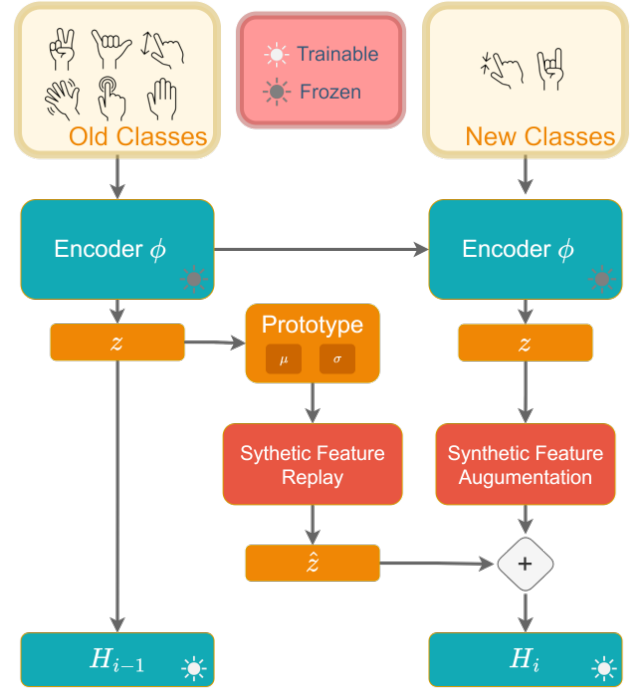 Trainable
Frozen
Old Classes
New Classes
Encoder ϕ
Encoder ϕ
z
Prototype
μ σ
z
Sythetic Feature
Replay
Synthetic Feature
Augumentation
ẑ
+
H_{i−1}
H_i